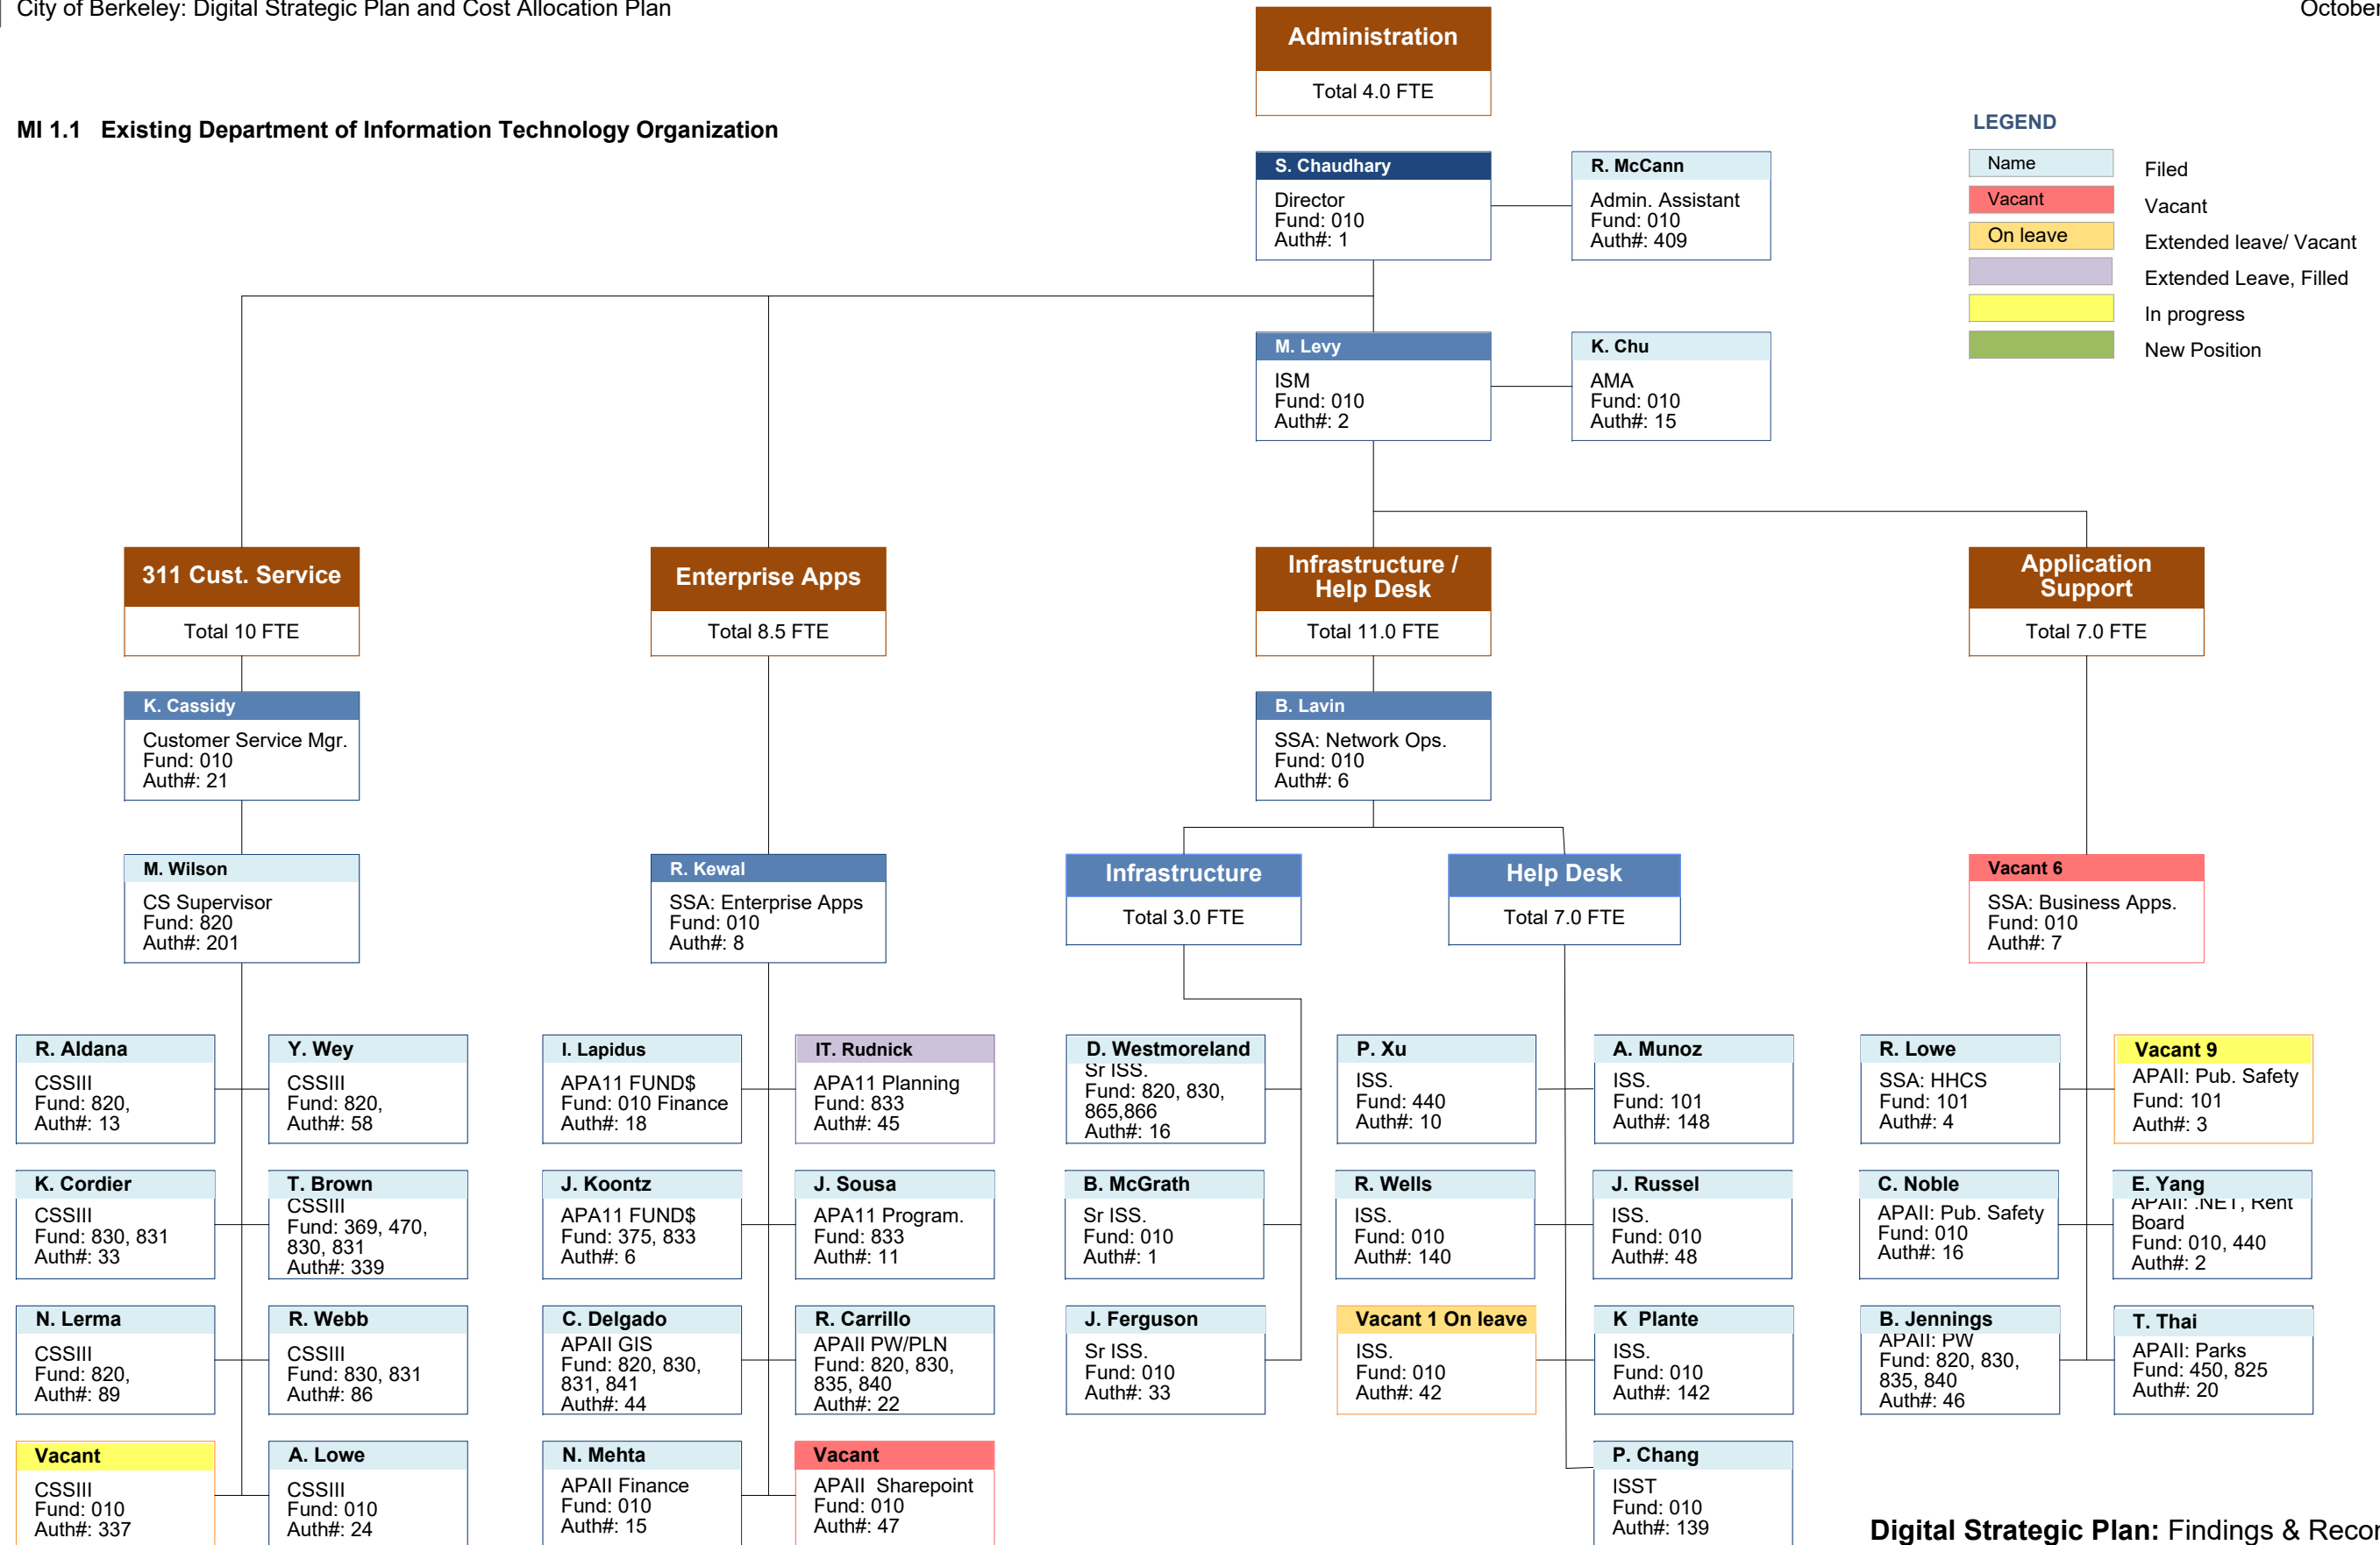 City of Berkeley: Digital Strategic Plan and Cost Allocation Plan
October
MI 1.1 Existing Department of Information Technology Organization
Administration
Total 4.0 FTE
LEGEND
Name
Filed
Vacant
Vacant
On leave
Extended leave/ Vacant
Extended Leave, Filled
In progress
New Position
S. Chaudhary
Director
Fund: 010
Auth#: 1
R. McCann
Admin. Assistant
Fund: 010
Auth#: 409
M. Levy
ISM
Fund: 010
Auth#: 2
K. Chu
AMA
Fund: 010
Auth#: 15
311 Cust. Service
Total 10 FTE
Enterprise Apps
Total 8.5 FTE
Infrastructure /
Help Desk
Total 11.0 FTE
Application
Support
Total 7.0 FTE
K. Cassidy
Customer Service Mgr.
Fund: 010
Auth#: 21
B. Lavin
SSA: Network Ops.
Fund: 010
Auth#: 6
M. Wilson
CS Supervisor
Fund: 820
Auth#: 201
R. Kewal
SSA: Enterprise Apps
Fund: 010
Auth#: 8
Infrastructure
Total 3.0 FTE
Help Desk
Total 7.0 FTE
Vacant 6
SSA: Business Apps.
Fund: 010
Auth#: 7
R. Aldana
CSSIII
Fund: 820,
Auth#: 13
Y. Wey
CSSIII
Fund: 820,
Auth#: 58
I. Lapidus
APA11 FUND$
Fund: 010 Finance
Auth#: 18
IT. Rudnick
APA11 Planning
Fund: 833
Auth#: 45
D. Westmoreland
Sr ISS.
Fund: 820, 830,
865,866
Auth#: 16
P. Xu
ISS.
Fund: 440
Auth#: 10
A. Munoz
ISS.
Fund: 101
Auth#: 148
R. Lowe
SSA: HHCS
Fund: 101
Auth#: 4
Vacant 9
APAII: Pub. Safety
Fund: 101
Auth#: 3
K. Cordier
CSSIII
Fund: 830, 831
Auth#: 33
T. Brown
CSSIII
Fund: 369, 470,
830, 831
Auth#: 339
J. Koontz
APA11 FUND$
Fund: 375, 833
Auth#: 6
J. Sousa
APA11 Program.
Fund: 833
Auth#: 11
B. McGrath
Sr ISS.
Fund: 010
Auth#: 1
R. Wells
ISS.
Fund: 010
Auth#: 140
J. Russel
ISS.
Fund: 010
Auth#: 48
C. Noble
APAII: Pub. Safety
Fund: 010
Auth#: 16
E. Yang
APAII: .NET, Rent
Board
Fund: 010, 440
Auth#: 2
N. Lerma
CSSIII
Fund: 820,
Auth#: 89
R. Webb
CSSIII
Fund: 830, 831
Auth#: 86
C. Delgado
APAII GIS
Fund: 820, 830,
831, 841
Auth#: 44
R. Carrillo
APAII PW/PLN
Fund: 820, 830,
835, 840
Auth#: 22
J. Ferguson
Sr ISS.
Fund: 010
Auth#: 33
Vacant 1 On leave
ISS.
Fund: 010
Auth#: 42
K Plante
ISS.
Fund: 010
Auth#: 142
B. Jennings
APAII: PW
Fund: 820, 830,
835, 840
Auth#: 46
T. Thai
APAII: Parks
Fund: 450, 825
Auth#: 20
Vacant
CSSIII
Fund: 010
Auth#: 337
A. Lowe
CSSIII
Fund: 010
Auth#: 24
N. Mehta
APAII Finance
Fund: 010
Auth#: 15
Vacant
APAII Sharepoint
Fund: 010
Auth#: 47
P. Chang
ISST
Fund: 010
Auth#: 139
Digital Strategic Plan: Findings & Recor